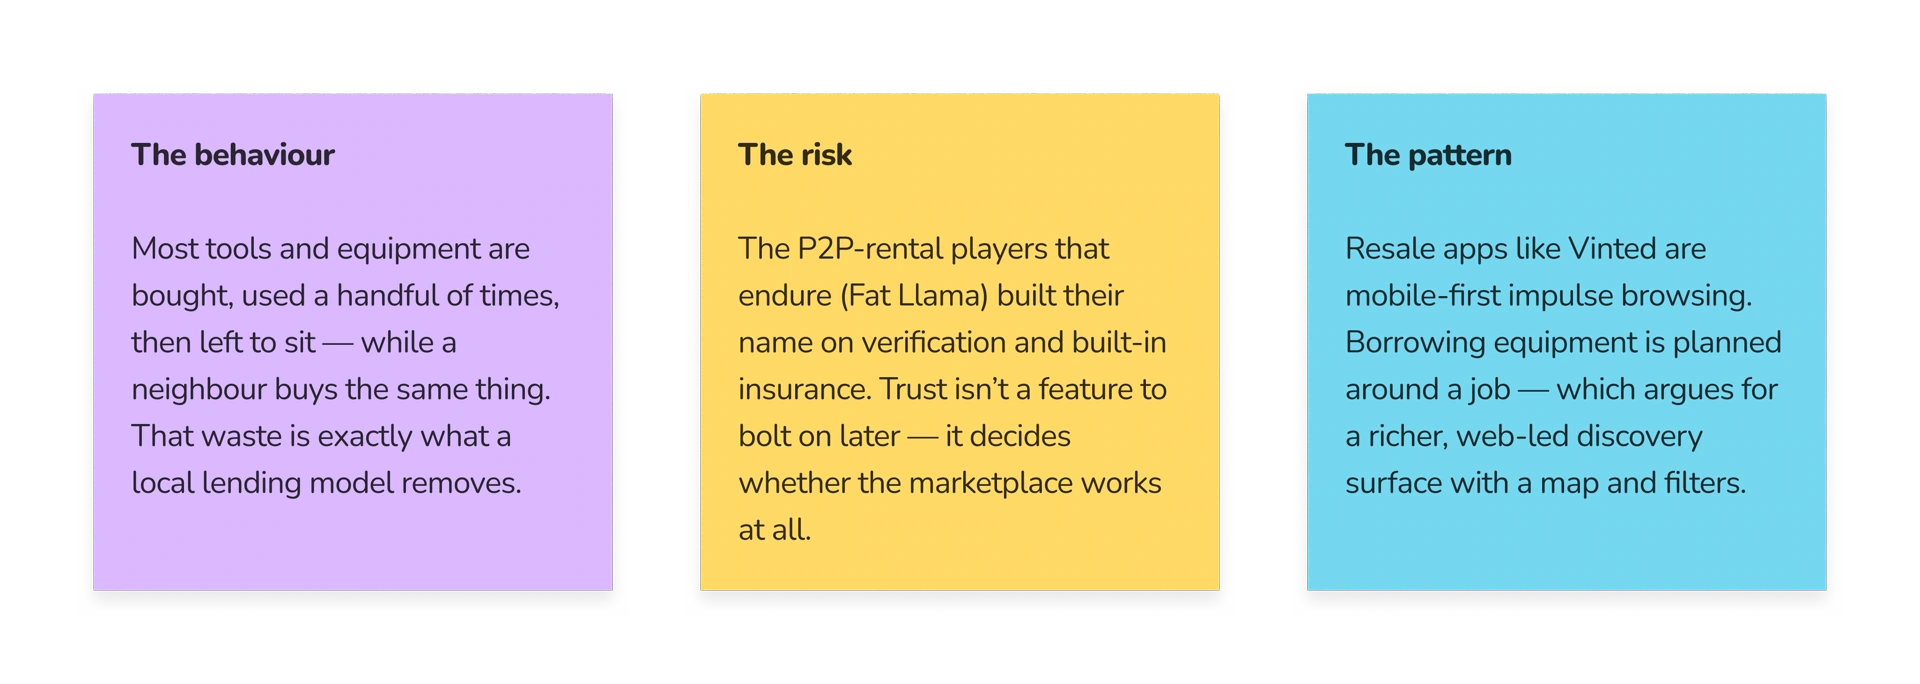 The behaviour
Most tools and equipment are
bought, used a handful of times,
then left to sit — while a
neighbour buys the same thing.
That waste is exactly what a
local lending model removes.
The risk
The P2P-rental players that
endure (Fat Llama) built their
name on verification and built-in
insurance. Trust isn’t a feature to
bolt on later — it decides
whether the marketplace works
at all.
The pattern
Resale apps like Vinted are
mobile-first impulse browsing.
Borrowing equipment is planned
around a job — which argues for
a richer, web-led discovery
surface with a map and filters.